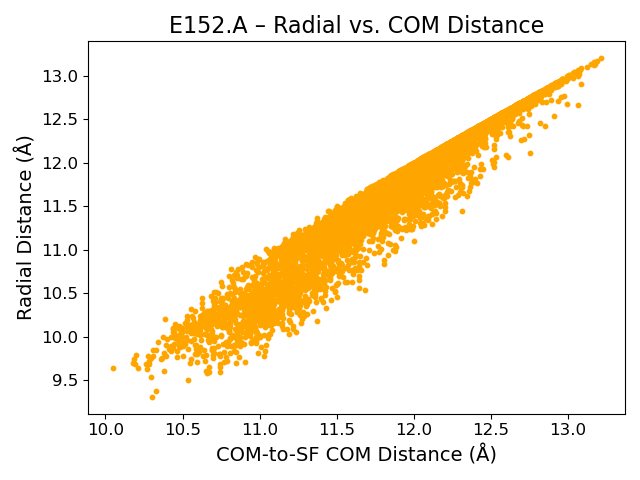 E152.A – Radial vs. COM Distance
Radial Distance (Å)
13.0
12.5
12.0
11.5
11.0
10.5
10.0
9.5
10.0 10.5 11.0 11.5 12.0 12.5 13.0
COM-to-SF COM Distance (Å)